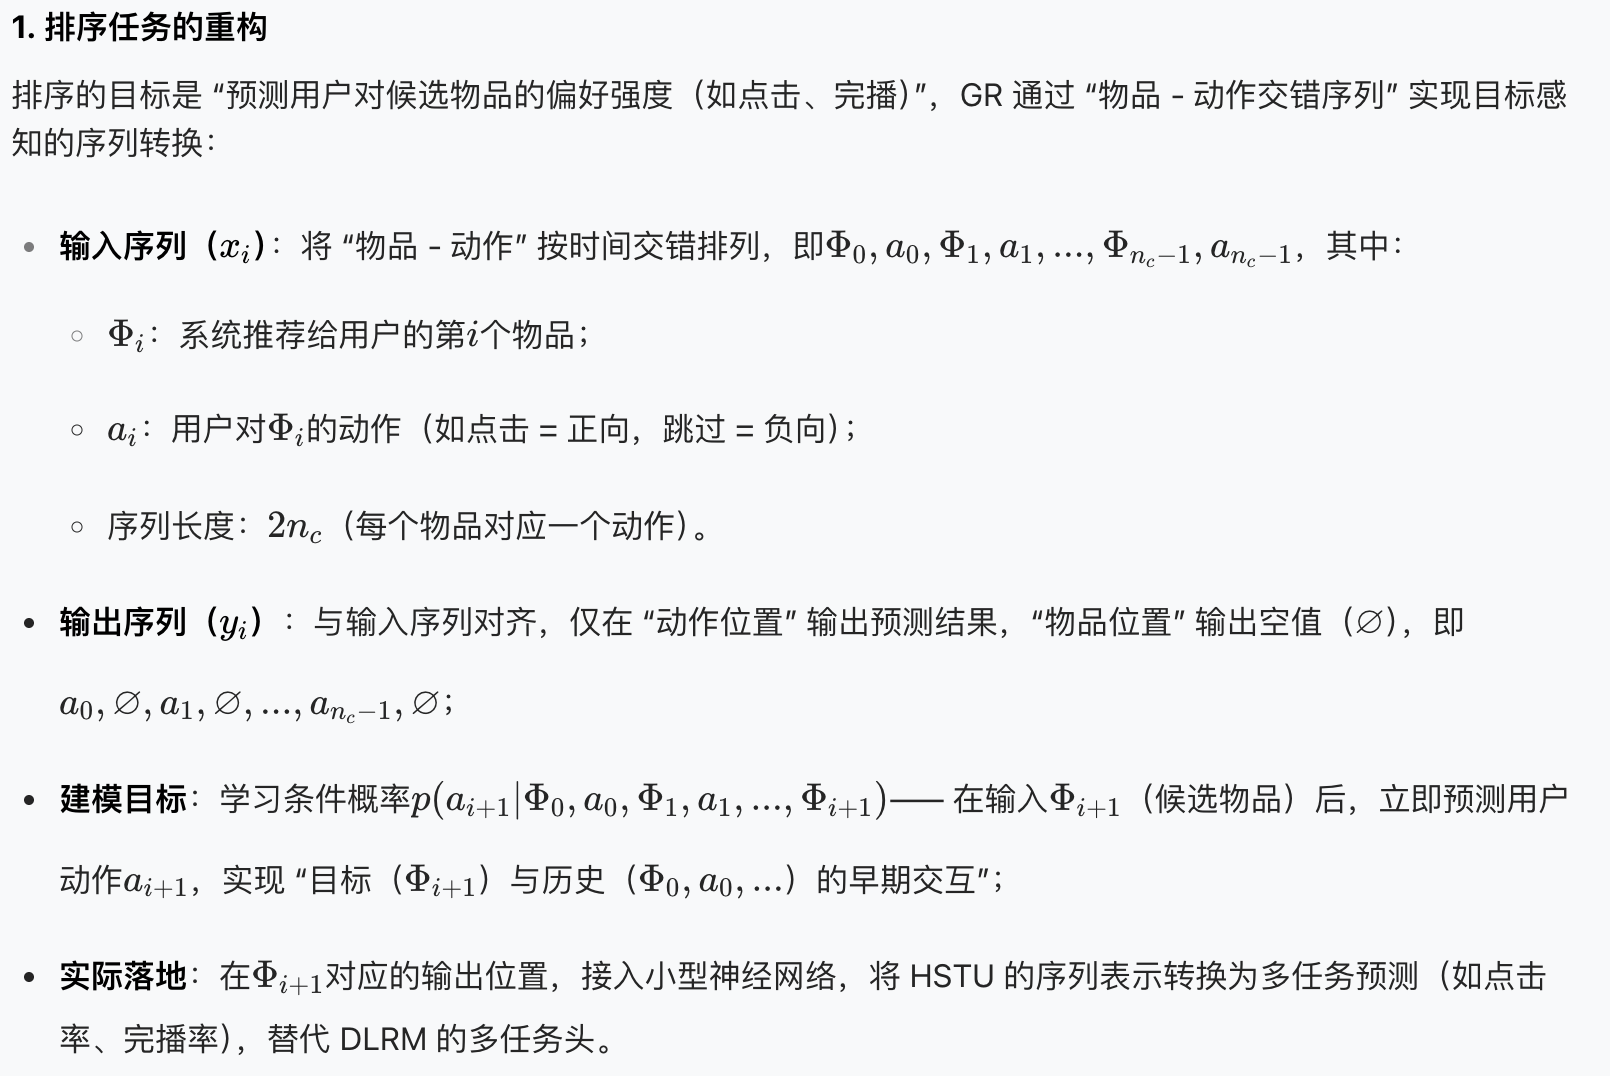 1. 排序任务的重构
排序的目标是 “预测用户对候选物品的偏好强度（如点击、完播）”，GR 通过 “物品 - 动作交错序列” 实现目标感
知的序列转换：
• 输入序列（$x_i$）：将 “物品 - 动作” 按时间交错排列，即$\Phi_0, a_0, \Phi_1, a_1, ..., \Phi_{n_c-1}, a_{n_c-1}$，其中：
◦ $\Phi_i$：系统推荐给用户的第$i$个物品；
◦ $a_i$：用户对$\Phi_i$的动作（如点击 = 正向，跳过 = 负向）；
◦ 序列长度：$2n_c$（每个物品对应一个动作）。
• 输出序列（$y_i$）：与输入序列对齐，仅在 “动作位置” 输出预测结果，“物品位置” 输出空值（$\varnothing$），即
$a_0, \varnothing, a_1, \varnothing, ..., a_{n_c-1}, \varnothing$；
• 建模目标：学习条件概率$p(a_{i+1}|\Phi_0, a_0, \Phi_1, a_1, ..., \Phi_{i+1})$—— 在输入$\Phi_{i+1}$（候选物品）后，立即预测用户
动作$a_{i+1}$，实现 “目标（$\Phi_{i+1}$）与历史（$\Phi_0, a_0, ...$）的早期交互”；
• 实际落地：在$\Phi_{i+1}$对应的输出位置，接入小型神经网络，将 HSTU 的序列表示转换为多任务预测（如点击
率、完播率），替代 DLRM 的多任务头。